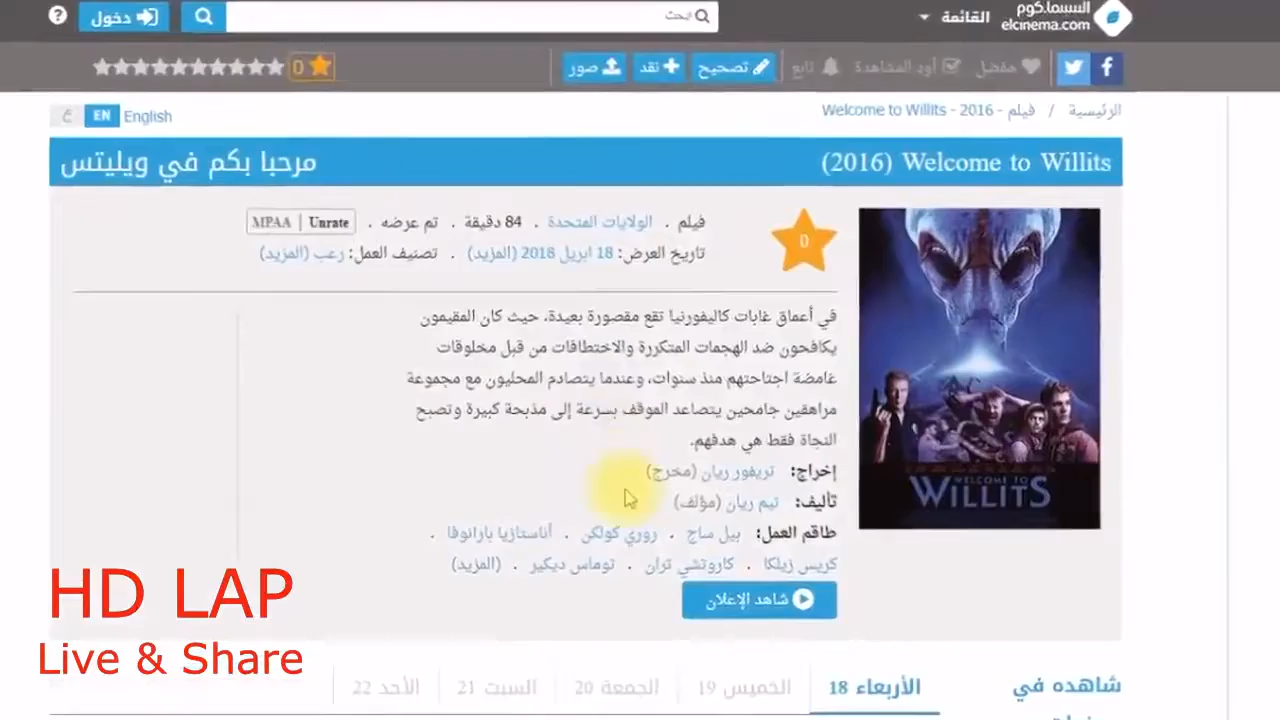 السينما.كوم
elcinema.com
القائمة
ابحث
دخول
?
مفضل
أود المشاهدة
تابع
تصحيح
نقد
صور
0
الرئيسية / فيلم - Welcome to Willits - 2016
English EN ع
(2016) Welcome to Willits
مرحبا بكم في ويليتس
0
فيلم . الولايات المتحدة . 84 دقيقة . تم عرضه . MPAA | Unrate
تاريخ العرض: 18 ابريل 2018 (المزيد) . تصنيف العمل: رعب (المزيد)
في أعماق غابات كاليفورنيا تقع مقصورة بعيدة، حيث كان المقيمون
يكافحون ضد الهجمات المتكررة والاختطافات من قبل مخلوقات
غامضة اجتاحتهم منذ سنوات، وعندما يتصادم المحليون مع مجموعة
مراهقين جامحين يتصاعد الموقف بسرعة إلى مذبحة كبيرة وتصبح
النجاة فقط هي هدفهم.
إخراج: تريفور ريان (مخرج)
تأليف: تيم ريان (مؤلف)
طاقم العمل: بيل ساج . روري كولكن . أناستازيا بارانوفا .
كريس زيلكا . كاروتشي تران . توماس ديكير . (المزيد)
شاهد الإعلان
WELCOME TO
WILLITS
HD LAP
Live & Share
شاهده في
الأربعاء 18
الخميس 19
الجمعة 20
السبت 21
الأحد 22